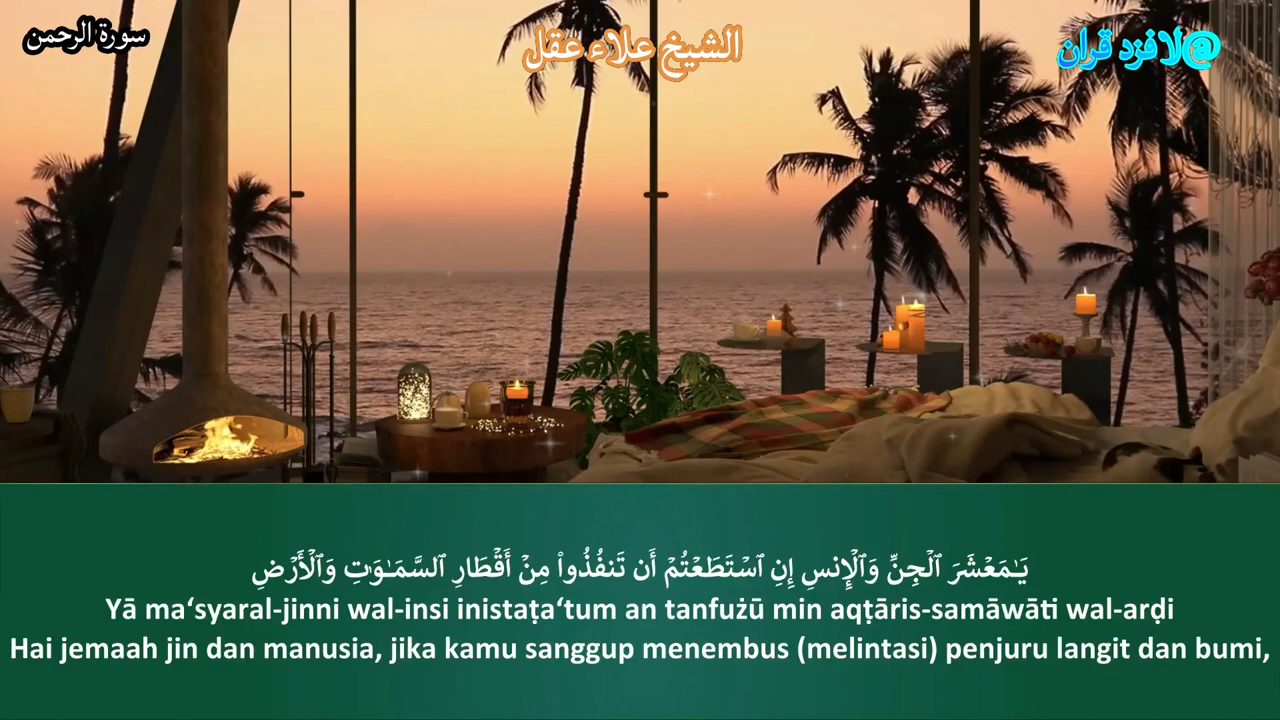 سورة الرحمن
الشيخ علاء عقل
@لافزد قران
يَـٰمَعْشَرَ ٱلْجِنِّ وَٱلْإِنسِ إِنِ ٱسْتَطَعْتُمْ أَن تَنفُذُوا۟ مِنْ أَقْطَارِ ٱلسَّمَـٰوَٰتِ وَٱلْأَرْضِ
Yā ma‘syaral-jinni wal-insi inistaṭa‘tum an tanfużū min aqṭāris-samāwāti wal-arḍi
Hai jemaah jin dan manusia, jika kamu sanggup menembus (melintasi) penjuru langit dan bumi,